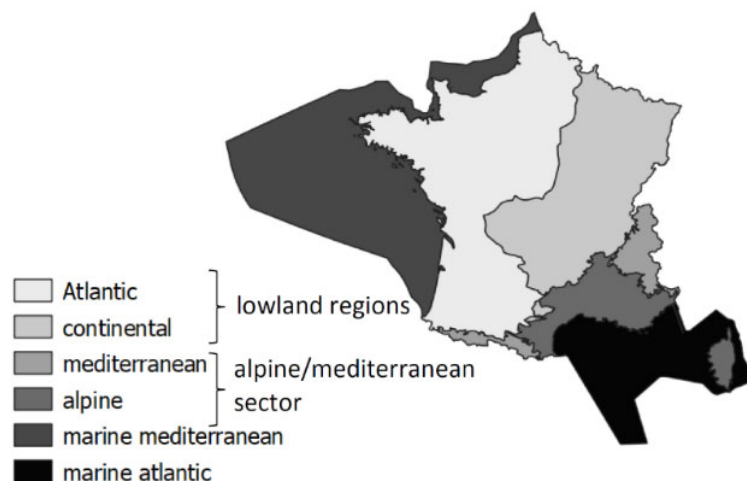 Atlantic
continental
lowland regions
mediterranean
alpine
alpine/mediterranean
sector
marine mediterranean
marine atlantic